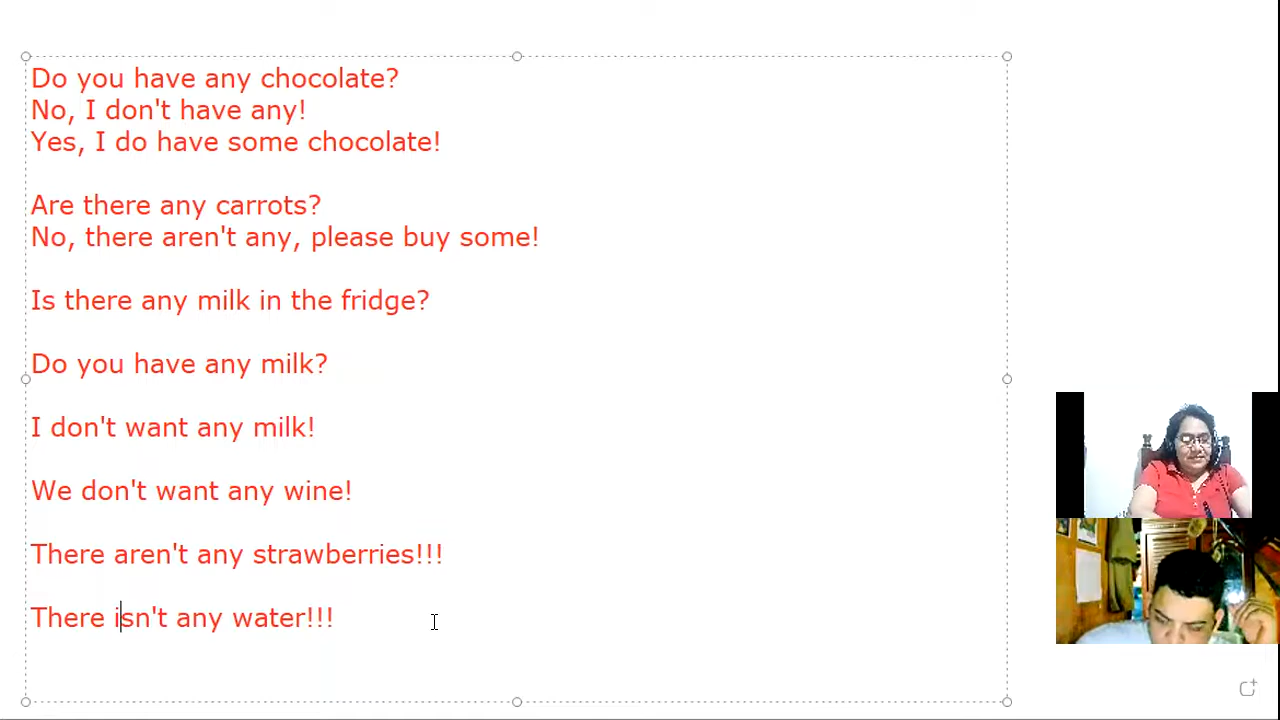 Do you have any chocolate?
No, I don't have any!
Yes, I do have some chocolate!
Are there any carrots?
No, there aren't any, please buy some!
Is there any milk in the fridge?
Do you have any milk?
I don't want any milk!
We don't want any wine!
There aren't any strawberries!!!
There isn't any water!!!